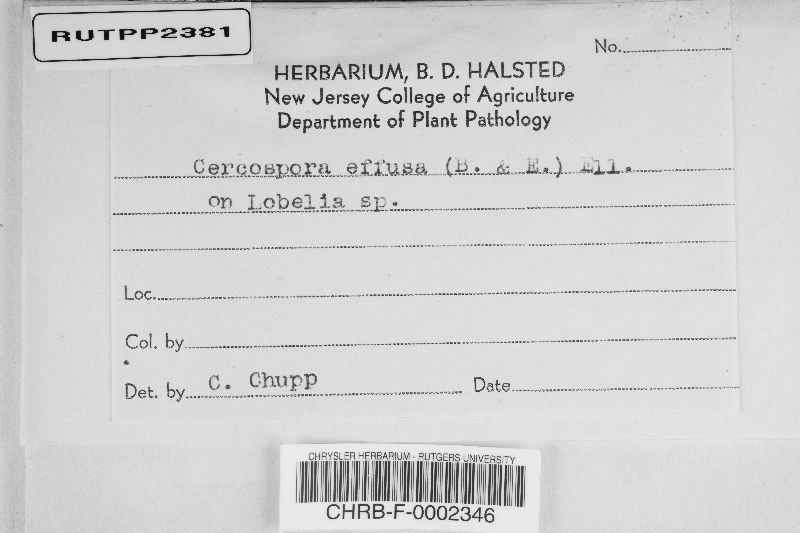 RUTPP2381
No.
HERBARIUM, B. D. HALSTED
New Jersey College of Agriculture
Department of Plant Pathology
Cercospora effusa (B. & E.) Ell.
on Lobelia sp.
Loc.
Col. by
Det. by C. Chupp Date
CHRYSLER HERBARIUM - RUTGERS UNIVERSITY
CHRB-F-0002346